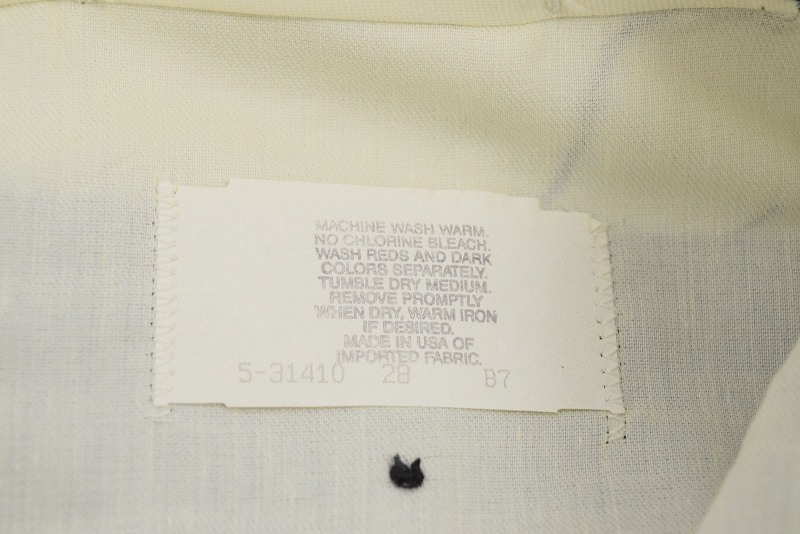 MACHINE WASH WARM.
NO CHLORINE BLEACH.
WASH REDS AND DARK
COLORS SEPARATELY.
TUMBLE DRY MEDIUM.
REMOVE PROMPTLY
WHEN DRY, WARM IRON
IF DESIRED.
MADE IN USA OF
IMPORTED FABRIC.
5-31410 28 B7